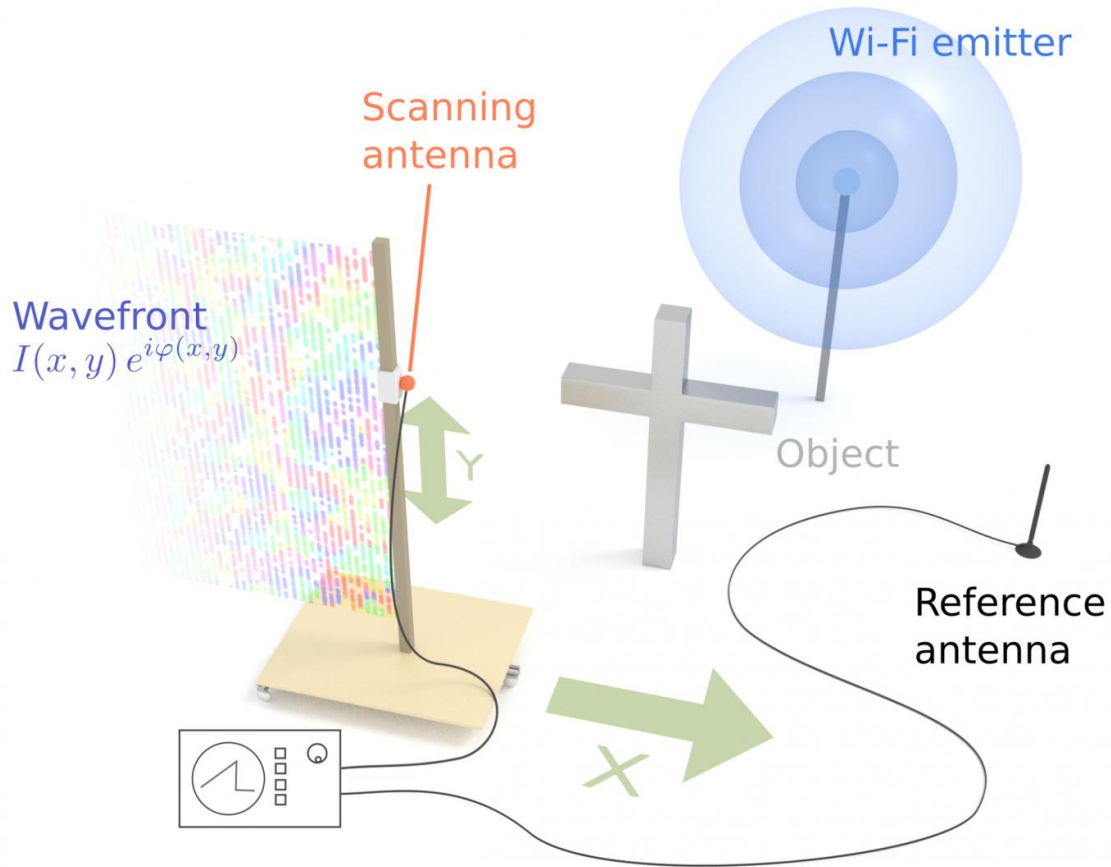 Wi-Fi emitter
Scanning
antenna
Wavefront
I(x, y) e^{iφ(x,y)}
Y
Object
Reference
antenna
X